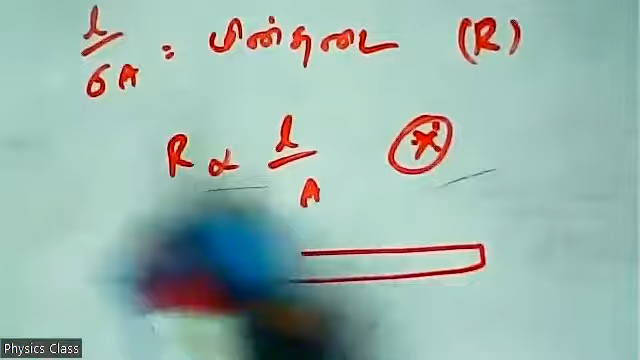 l/σA = மின்தடை (R)
R ∝ l/A
Physics Class